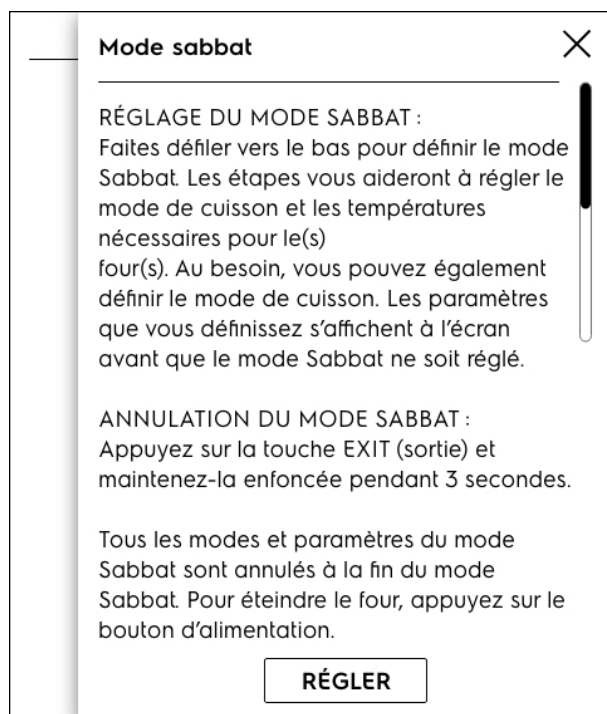 Mode sabbat
RÉGLAGE DU MODE SABBAT :
Faites défiler vers le bas pour définir le mode
Sabbat. Les étapes vous aideront à régler le
mode de cuisson et les températures
nécessaires pour le(s)
four(s). Au besoin, vous pouvez également
définir le mode de cuisson. Les paramètres
que vous définissez s’affichent à l’écran
avant que le mode Sabbat ne soit réglé.
ANNULATION DU MODE SABBAT :
Appuyez sur la touche EXIT (sortie) et
maintenez-la enfoncée pendant 3 secondes.
Tous les modes et paramètres du mode
Sabbat sont annulés à la fin du mode
Sabbat. Pour éteindre le four, appuyez sur le
bouton d’alimentation.
RÉGLER